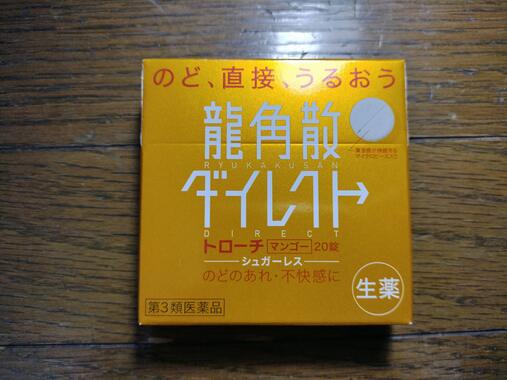 のど、直接、うるおう
龍角散
RYUKAKUSAN
ダイレクト
DIRECT
トローチ マンゴー 20錠
シュガーレス
のどのあれ・不快感に
第3類医薬品
生薬